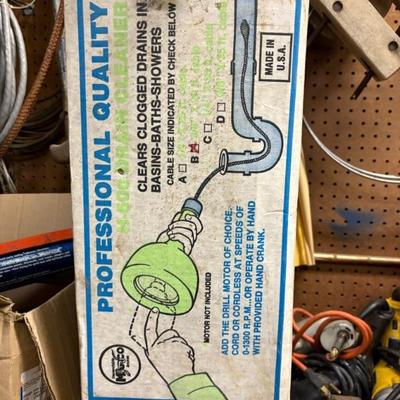 PROFESSIONAL QUALITY
DRAIN CLEANER
CLEARS CLOGGED DRAINS IN
BASINS-BATHS-SHOWERS
CABLE SIZE INDICATED BY CHECK BELOW
A
B
C
D
MADE IN
U.S.A.
MOTOR NOT INCLUDED
ADD THE DRILL MOTOR OF CHOICE-
CORD OR CORDLESS AT SPEEDS OF
0-1300 R.P.M... OR OPERATE BY HAND
WITH PROVIDED HAND CRANK.